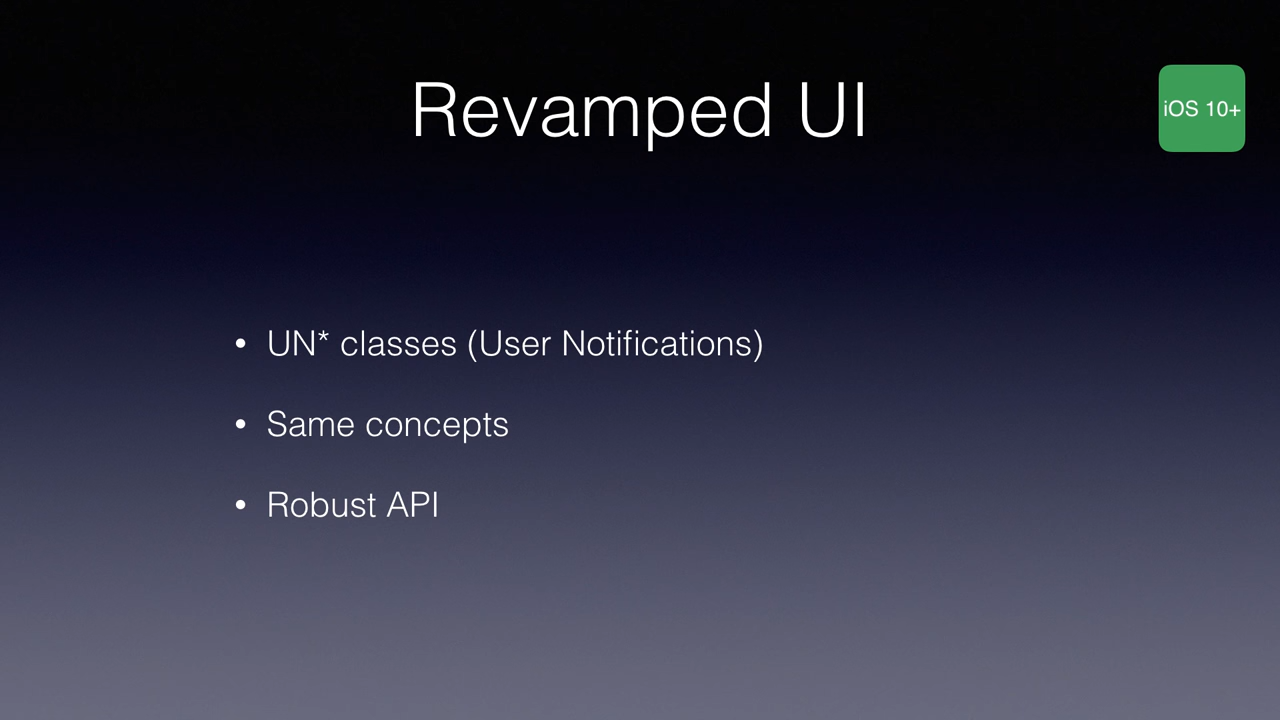 Revamped UI
iOS 10+
• UN* classes (User Notifications)
• Same concepts
• Robust API